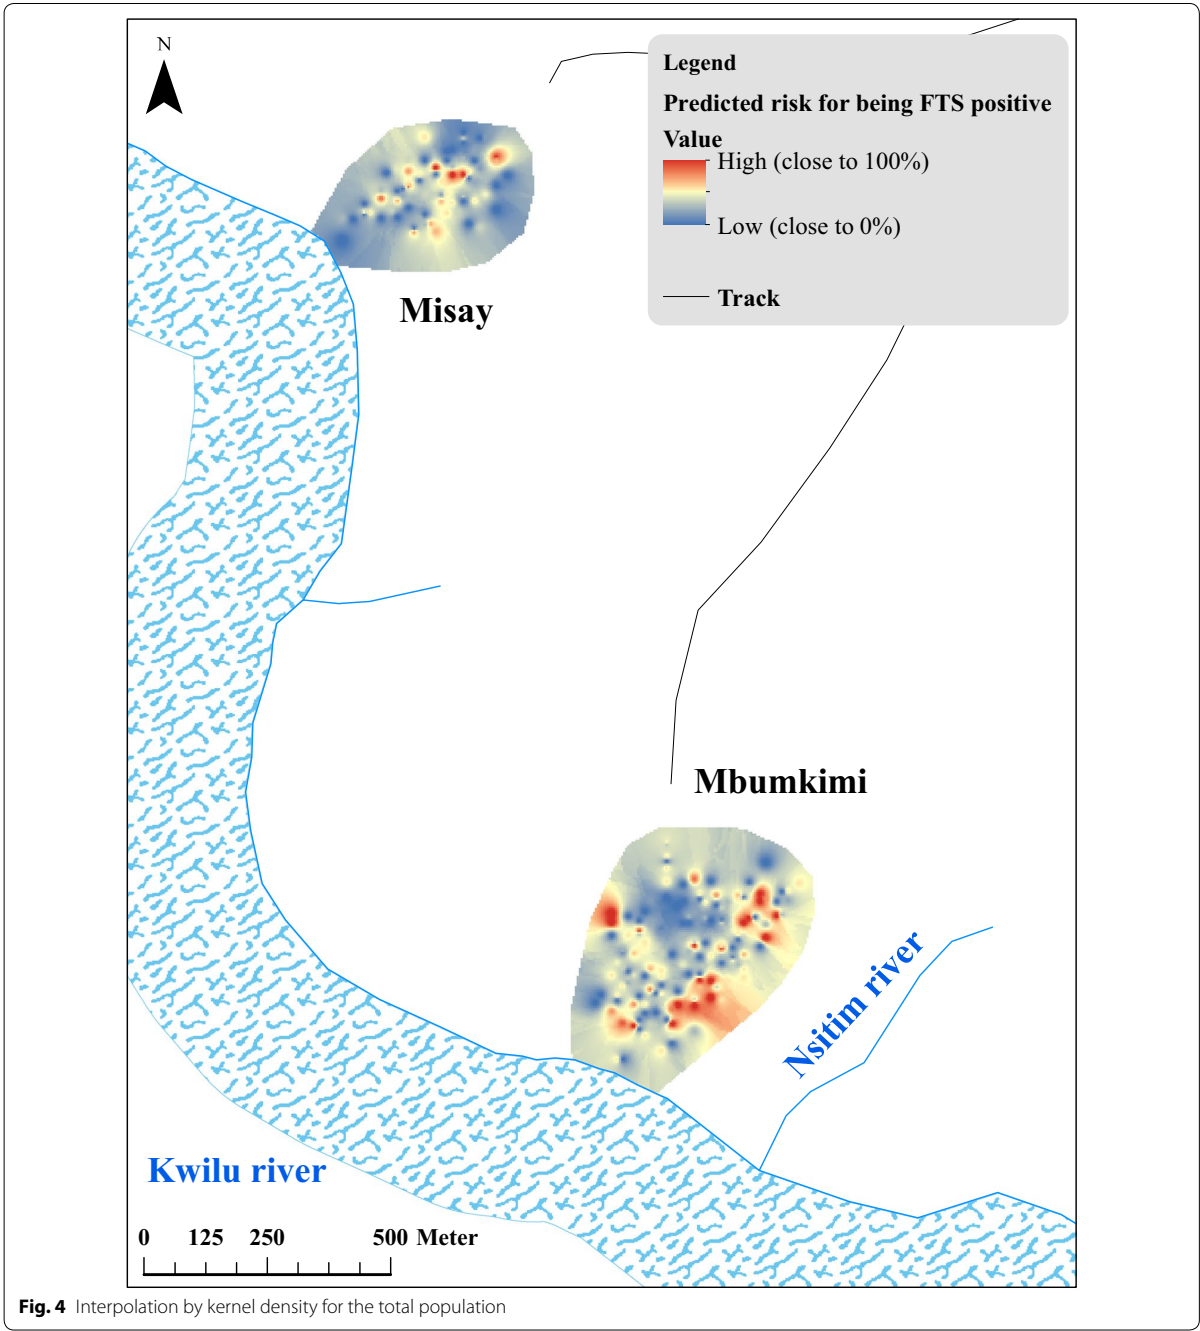 N
Legend
Predicted risk for being FTS positive
Value
High (close to 100%)
Low (close to 0%)
Track
Misay
Mbumkimi
Nsitim river
Kwilu river
0 125 250 500 Meter
Fig. 4 Interpolation by kernel density for the total population